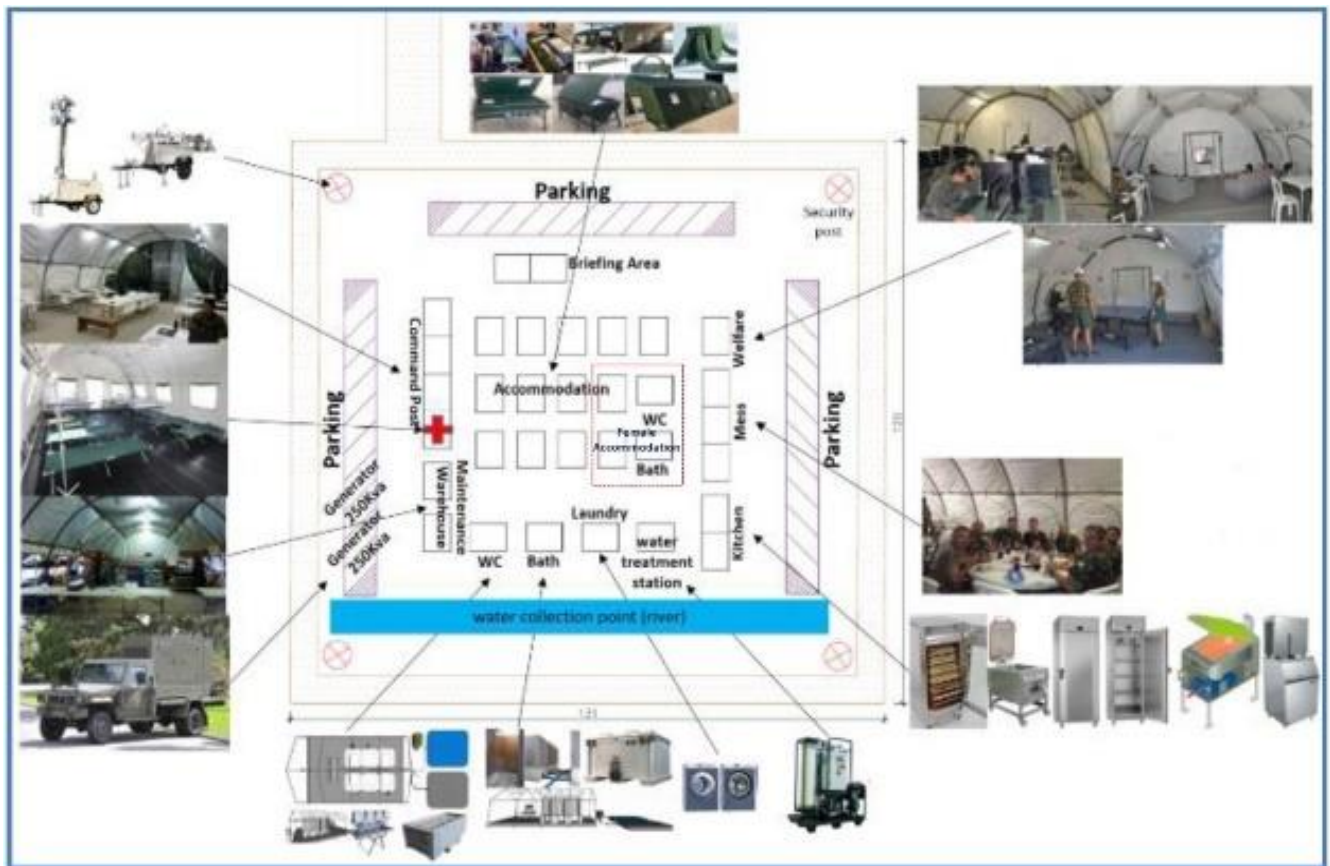 Parking
Security
post
Briefing Area
Command Post
Welfare
Accommodation
WC
Female
Accommodation
Bath
Mess
Parking
Parking
Generator
250Kva
Generator
250Kva
Maintenance
Warehouse
Laundry
Kitchen
WC
Bath
water
treatment
station
water collection point (river)